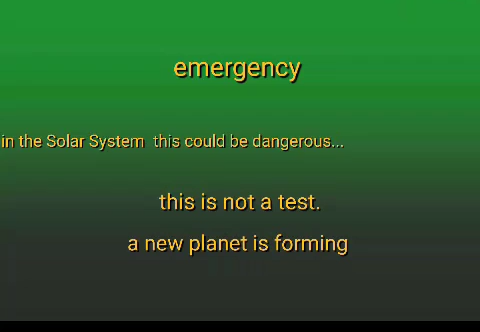 emergency
in the Solar System  this could be dangerous...
this is not a test.
a new planet is forming